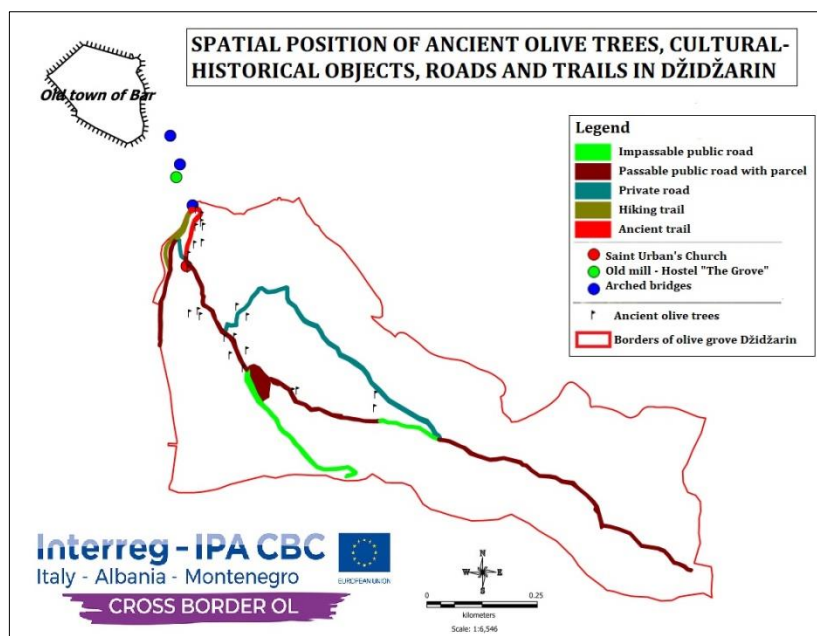 SPATIAL POSITION OF ANCIENT OLIVE TREES, CULTURAL-
HISTORICAL OBJECTS, ROADS AND TRAILS IN DŽIDŽARIN
Old town of Bar
Legend
Impassable public road
Passable public road with parcel
Private road
Hiking trail
Ancient trail
Saint Urban's Church
Old mill - Hostel "The Grove"
Arched bridges
Ancient olive trees
Borders of olive grove Džidžarin
Interreg - IPA CBC
Italy - Albania - Montenegro
EUROPEAN UNION
CROSS BORDER OL
N
W E
S
0 0.25
kilometers
Scale: 1:6,546